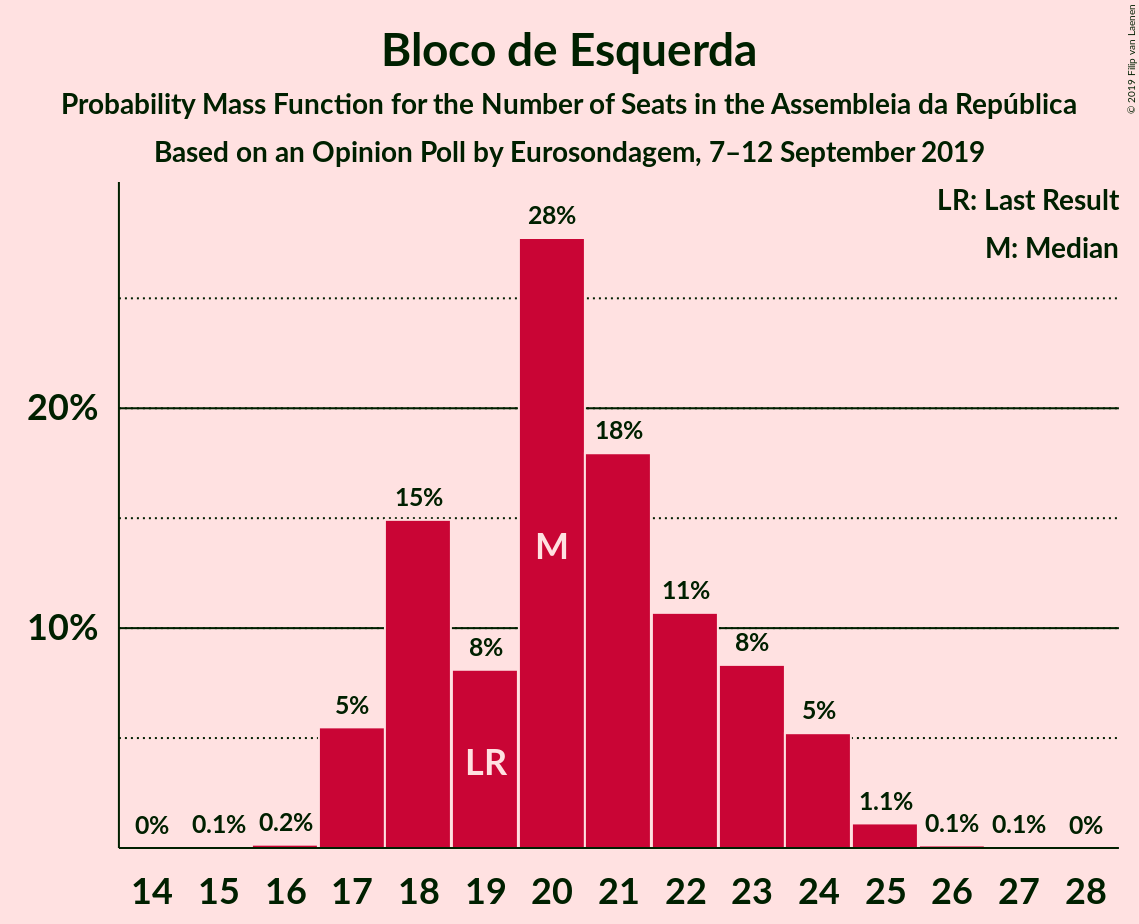 Bloco de Esquerda
Probability Mass Function for the Number of Seats in the Assembleia da República
Based on an Opinion Poll by Eurosondagem, 7–12 September 2019
© 2019 Filip van Laenen
LR: Last Result
M: Median
20%
10%
0%
0.1%
0.2%
5%
15%
8%
28%
18%
11%
8%
5%
1.1%
0.1%
0.1%
0%
LR
M
14 15 16 17 18 19 20 21 22 23 24 25 26 27 28